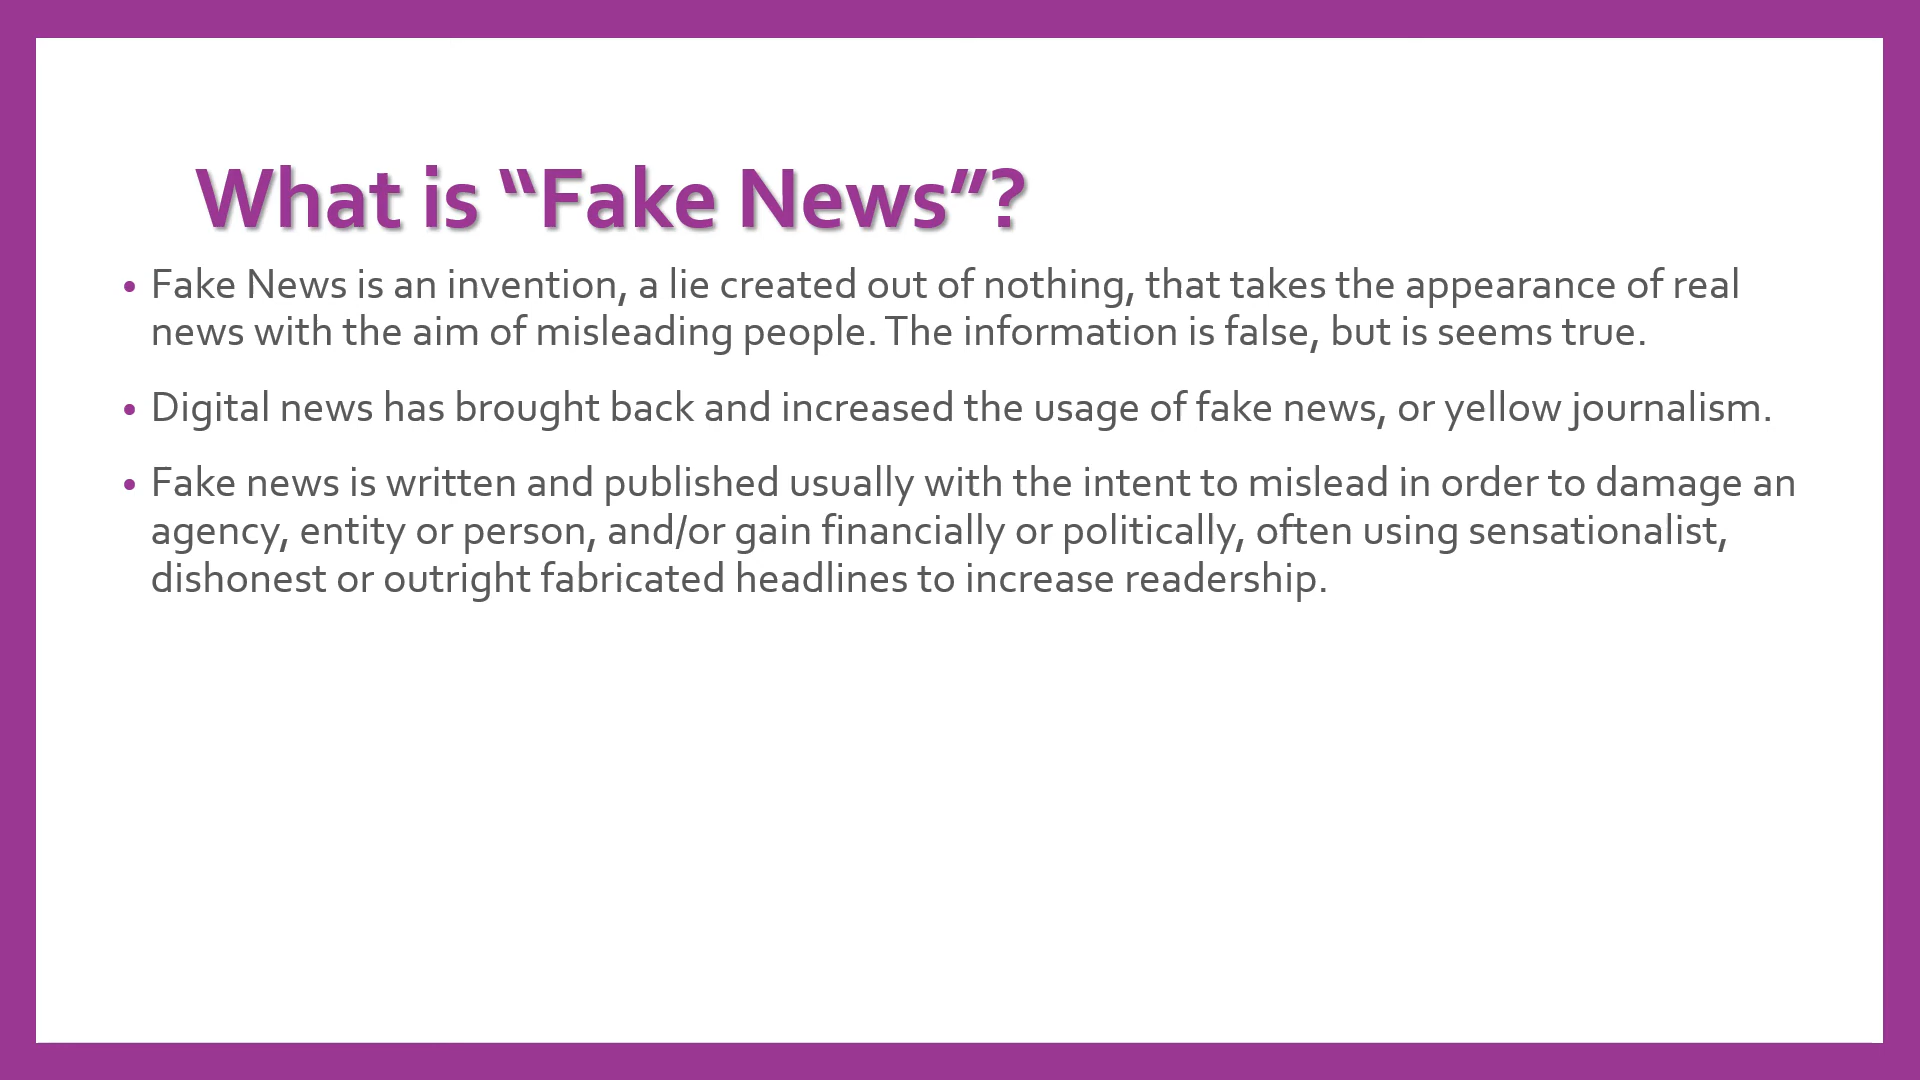 What is “Fake News”?
• Fake News is an invention, a lie created out of nothing, that takes the appearance of real
news with the aim of misleading people. The information is false, but is seems true.
• Digital news has brought back and increased the usage of fake news, or yellow journalism.
• Fake news is written and published usually with the intent to mislead in order to damage an
agency, entity or person, and/or gain financially or politically, often using sensationalist,
dishonest or outright fabricated headlines to increase readership.